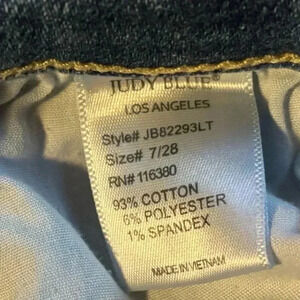 JUDY BLUE®
LOS ANGELES
Style# JB82293LT
Size# 7/28
RN# 116380
93% COTTON
6% POLYESTER
1% SPANDEX
MADE IN VIETNAM